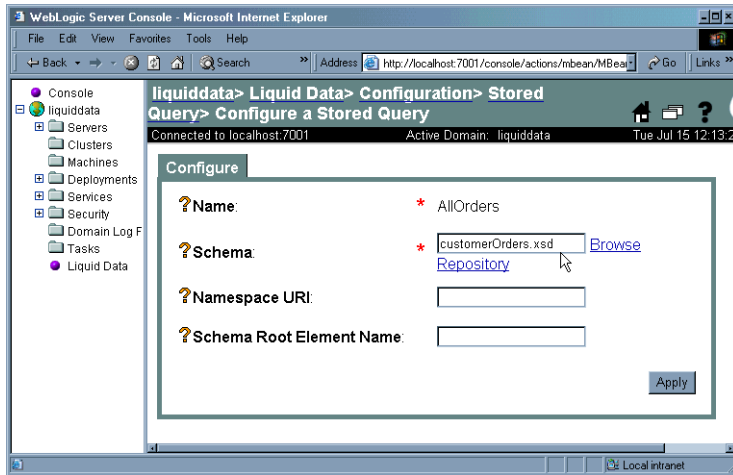 WebLogic Server Console - Microsoft Internet Explorer
File Edit View Favorites Tools Help
Back Search » Address http://localhost:7001/console/actions/mbean/MBean Go Links »
Console
liquiddata
Servers
Clusters
Machines
Deployments
Services
Security
Domain Log F
Tasks
Liquid Data
liquiddata> Liquid Data> Configuration> Stored
Query> Configure a Stored Query
Connected to localhost:7001 Active Domain: liquiddata Tue Jul 15 12:13:2
Configure
?Name: * AllOrders
?Schema: * customerOrders.xsd Browse
Repository
?Namespace URI:
?Schema Root Element Name:
Apply
Local intranet